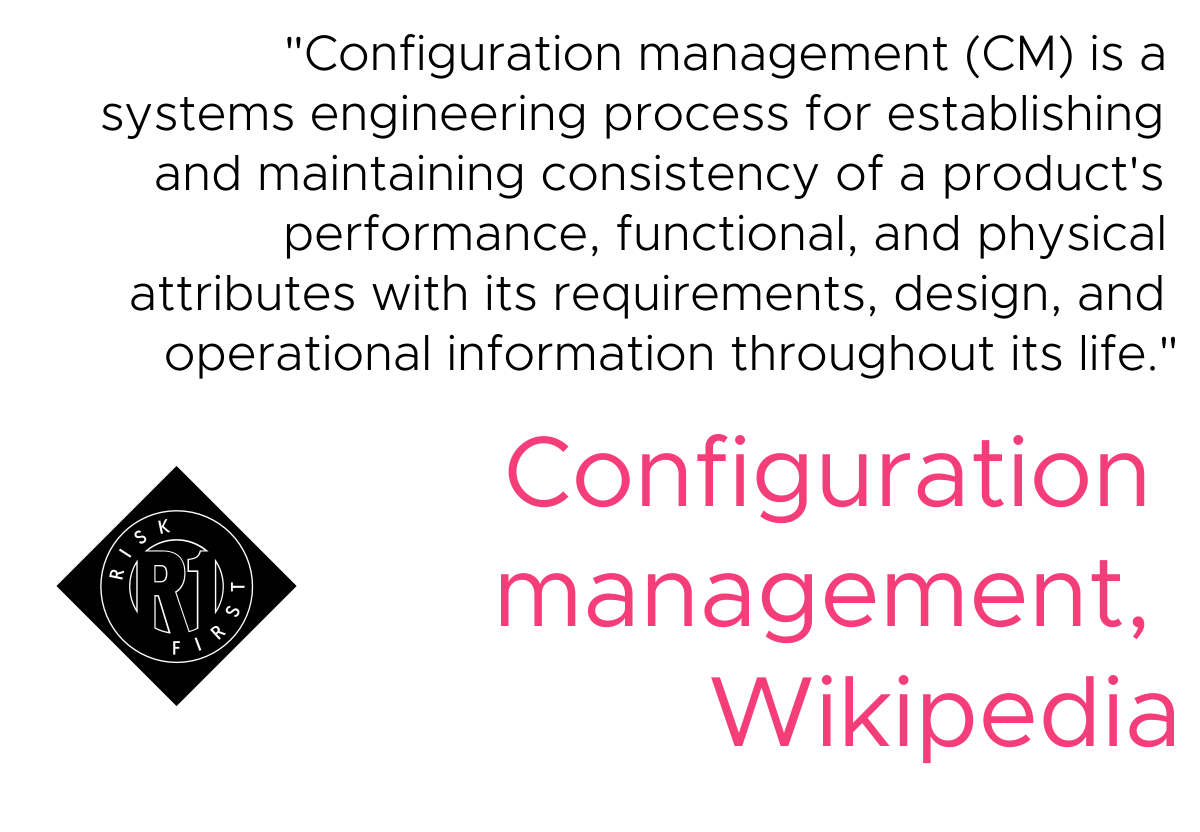 "Configuration management (CM) is a
systems engineering process for establishing
and maintaining consistency of a product's
performance, functional, and physical
attributes with its requirements, design, and
operational information throughout its life."
Configuration
management,
Wikipedia
RISK
R1
FIRST